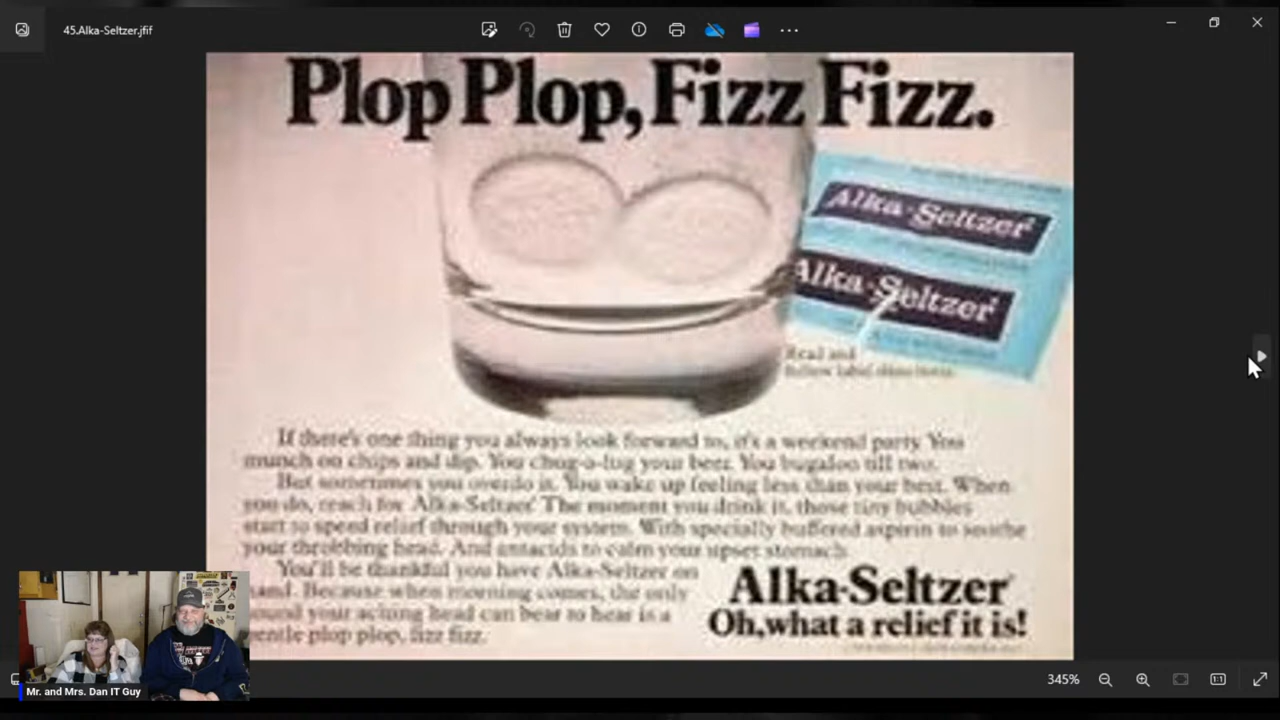 45.Alka-Seltzer.jfif
Plop Plop, Fizz Fizz.
Alka-Seltzer
Alka-Seltzer
Read and
follow label directions.
If there's one thing you always look forward to, it's a weekend party. You
munch on chips and dip. You chug-a-lug your beer. You bugaloo till two.
But sometimes you overdo it. You wake up feeling less than your best. When
you do, reach for Alka-Seltzer. The moment you drink it, those tiny bubbles
start to speed relief through your system. With specially buffered aspirin to soothe
your throbbing head. And antacids to calm your upset stomach.
You'll be thankful you have Alka-Seltzer on
hand. Because when morning comes, the only
sound your aching head can bear to hear is a
gentle plop plop, fizz fizz.
Alka-Seltzer
Oh,what a relief it is!
Mr. and Mrs. Dan IT Guy
345%
1:1